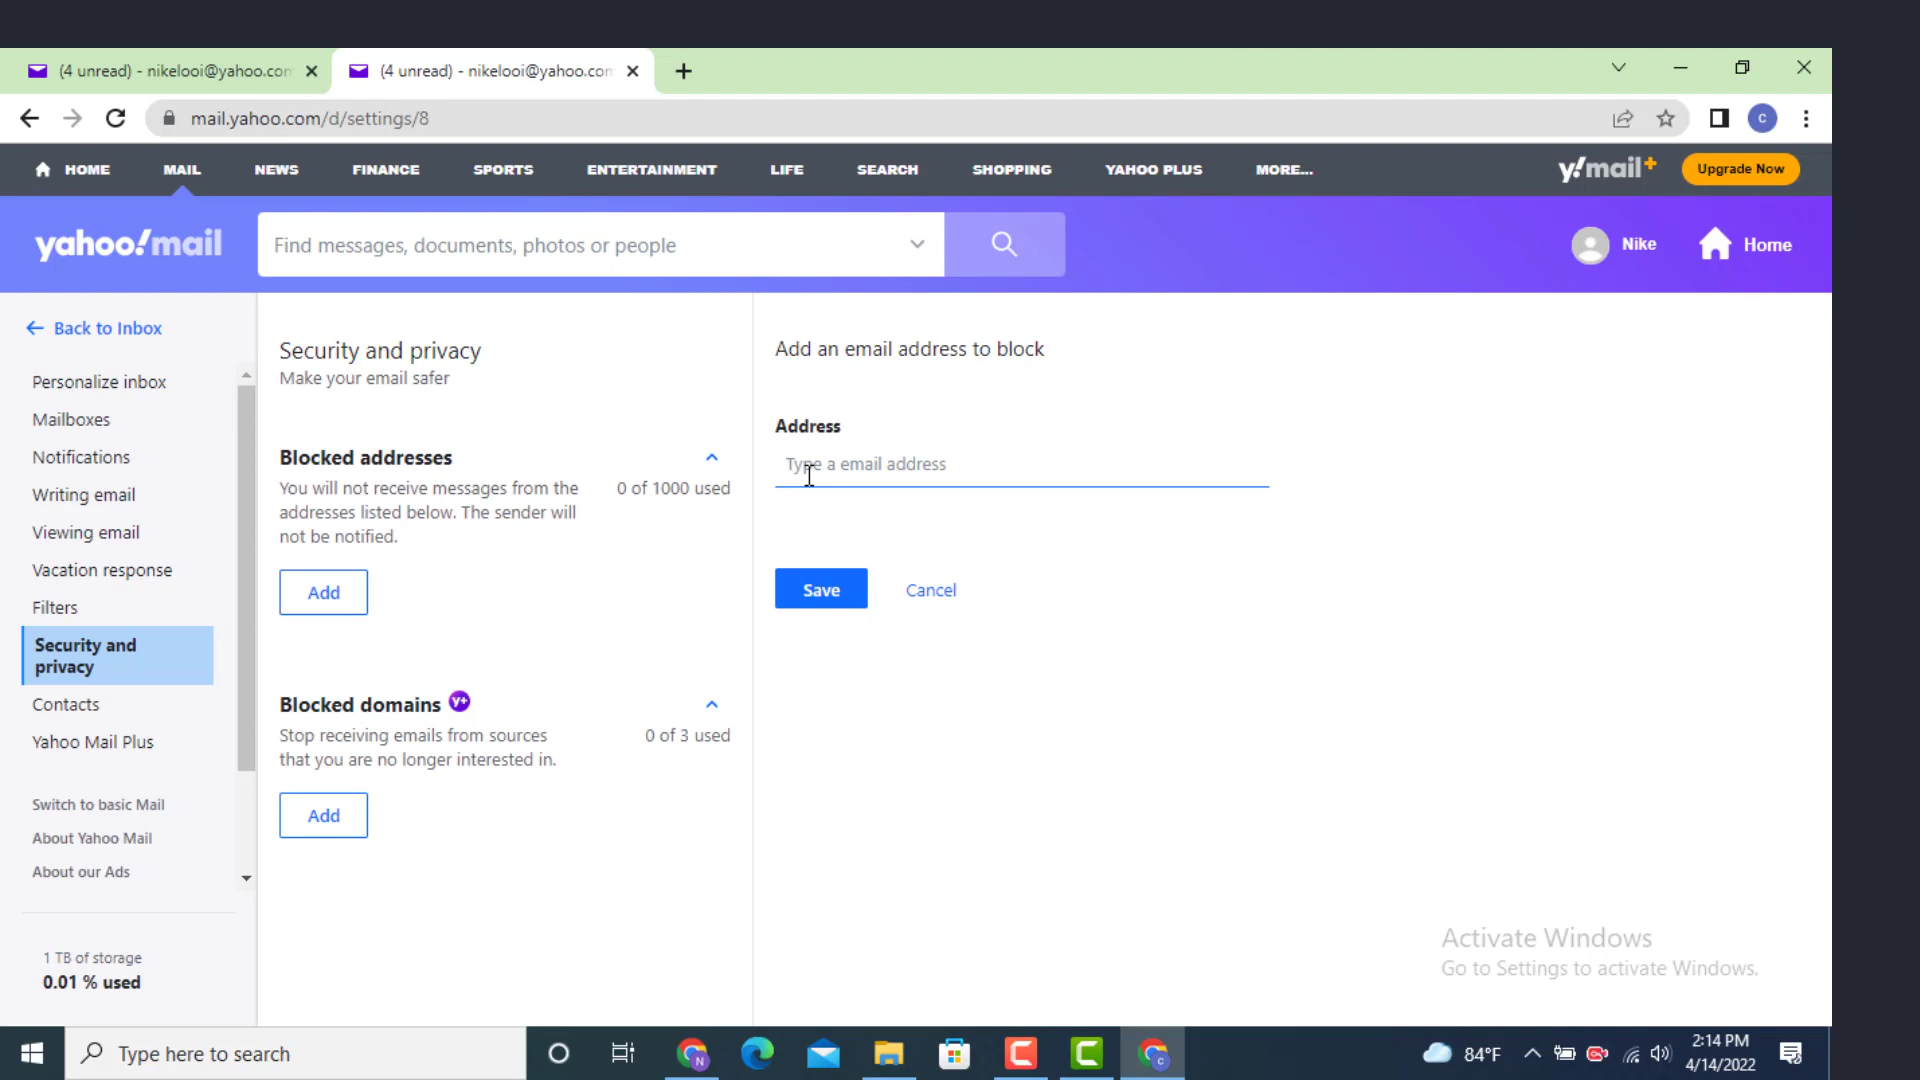 (4 unread) - nikelooi@yahoo.con
(4 unread) - nikelooi@yahoo.con
mail.yahoo.com/d/settings/8
C
HOME MAIL NEWS FINANCE SPORTS ENTERTAINMENT LIFE SEARCH SHOPPING YAHOO PLUS MORE... y!mail+ Upgrade Now
yahoo!mail Find messages, documents, photos or people Nike Home
Back to Inbox
Personalize inbox
Mailboxes
Notifications
Writing email
Viewing email
Vacation response
Filters
Security and
privacy
Contacts
Yahoo Mail Plus
Switch to basic Mail
About Yahoo Mail
About our Ads
1 TB of storage
0.01 % used
Security and privacy
Make your email safer
Blocked addresses
You will not receive messages from the
addresses listed below. The sender will
not be notified.
0 of 1000 used
Add
Blocked domains y+
Stop receiving emails from sources
that you are no longer interested in.
0 of 3 used
Add
Add an email address to block
Address
Type a email address
Save Cancel
Activate Windows
Go to Settings to activate Windows.
Type here to search
N
C
84°F
2:14 PM
4/14/2022